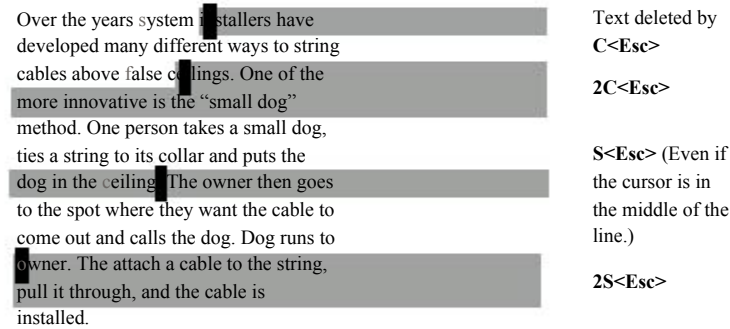 Over the years system installers have
developed many different ways to string
cables above false ceilings. One of the
more innovative is the “small dog”
method. One person takes a small dog,
ties a string to its collar and puts the
dog in the ceiling. The owner then goes
to the spot where they want the cable to
come out and calls the dog. Dog runs to
owner. The attach a cable to the string,
pull it through, and the cable is
installed.
Text deleted by
C<Esc>
2C<Esc>
S<Esc> (Even if
the cursor is in
the middle of the
line.)
2S<Esc>